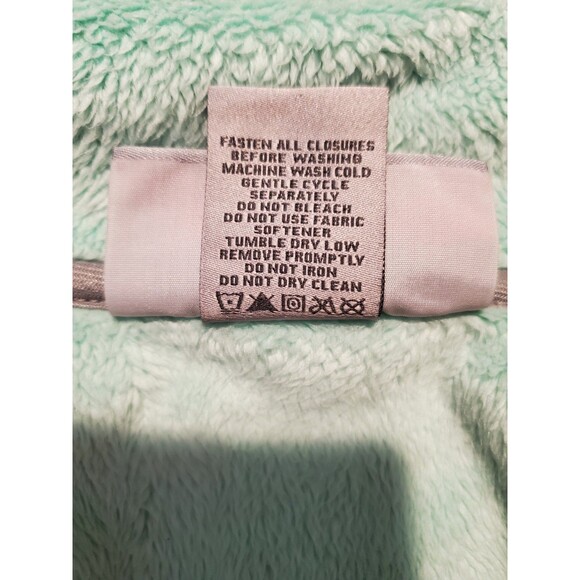 FASTEN ALL CLOSURES
BEFORE WASHING
MACHINE WASH COLD
GENTLE CYCLE
SEPARATELY
DO NOT BLEACH
DO NOT USE FABRIC
SOFTENER
TUMBLE DRY LOW
REMOVE PROMPTLY
DO NOT IRON
DO NOT DRY CLEAN